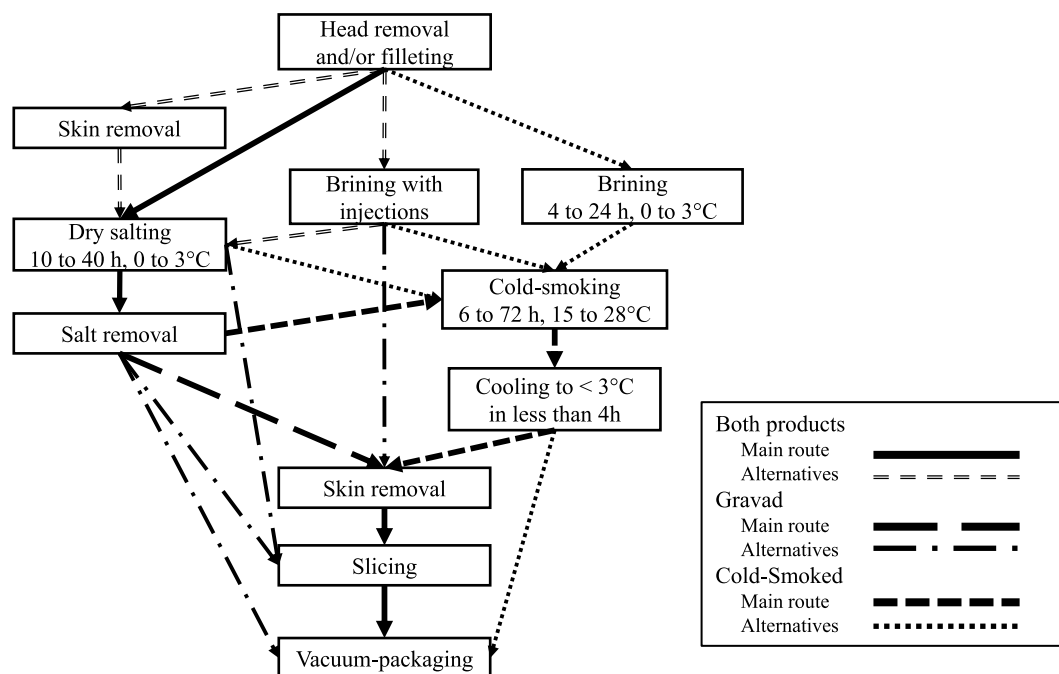 Head removal
and/or filleting
Skin removal
Brining with
injections
Brining
4 to 24 h, 0 to 3°C
Dry salting
10 to 40 h, 0 to 3°C
Cold-smoking
6 to 72 h, 15 to 28°C
Salt removal
Cooling to < 3°C
in less than 4h
Skin removal
Slicing
Vacuum-packaging
Both products
Main route
Alternatives
Gravad
Main route
Alternatives
Cold-Smoked
Main route
Alternatives